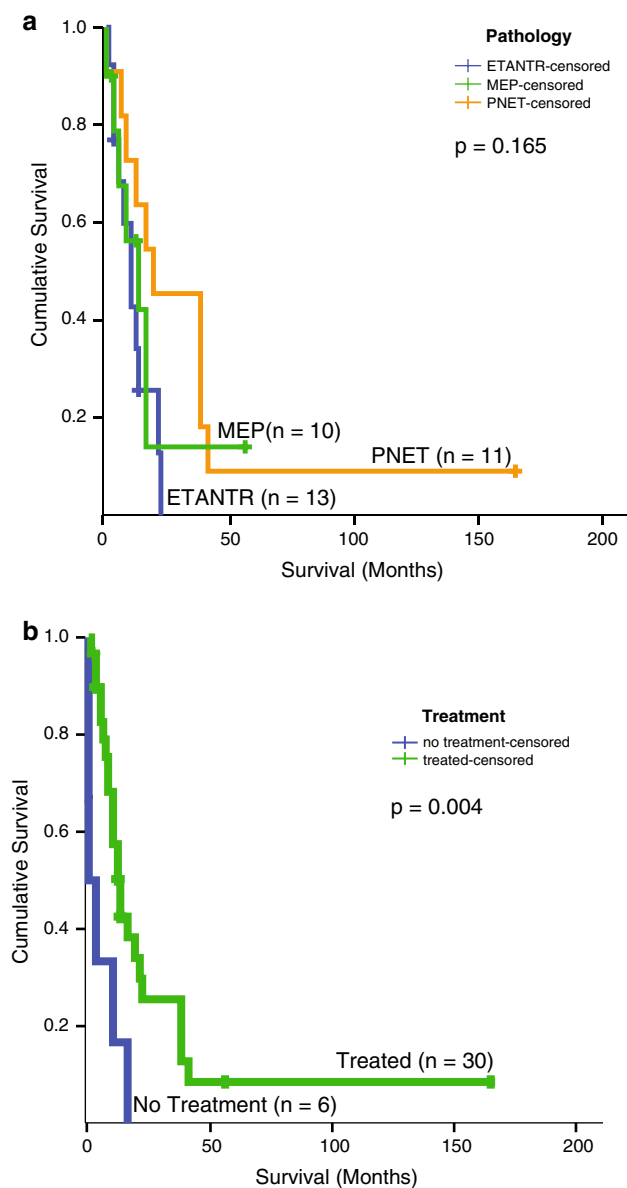 a
Pathology
ETANTR-censored
MEP-censored
PNET-censored
p = 0.165
Cumulative Survival
1.0
0.8
0.6
0.4
0.2
MEP(n = 10)
PNET (n = 11)
ETANTR (n = 13)
0 50 100 150 200
Survival (Months)
b
Treatment
no treatment-censored
treated-censored
p = 0.004
Cumulative Survival
1.0
0.8
0.6
0.4
0.2
Treated (n = 30)
No Treatment (n = 6)
0 50 100 150 200
Survival (Months)